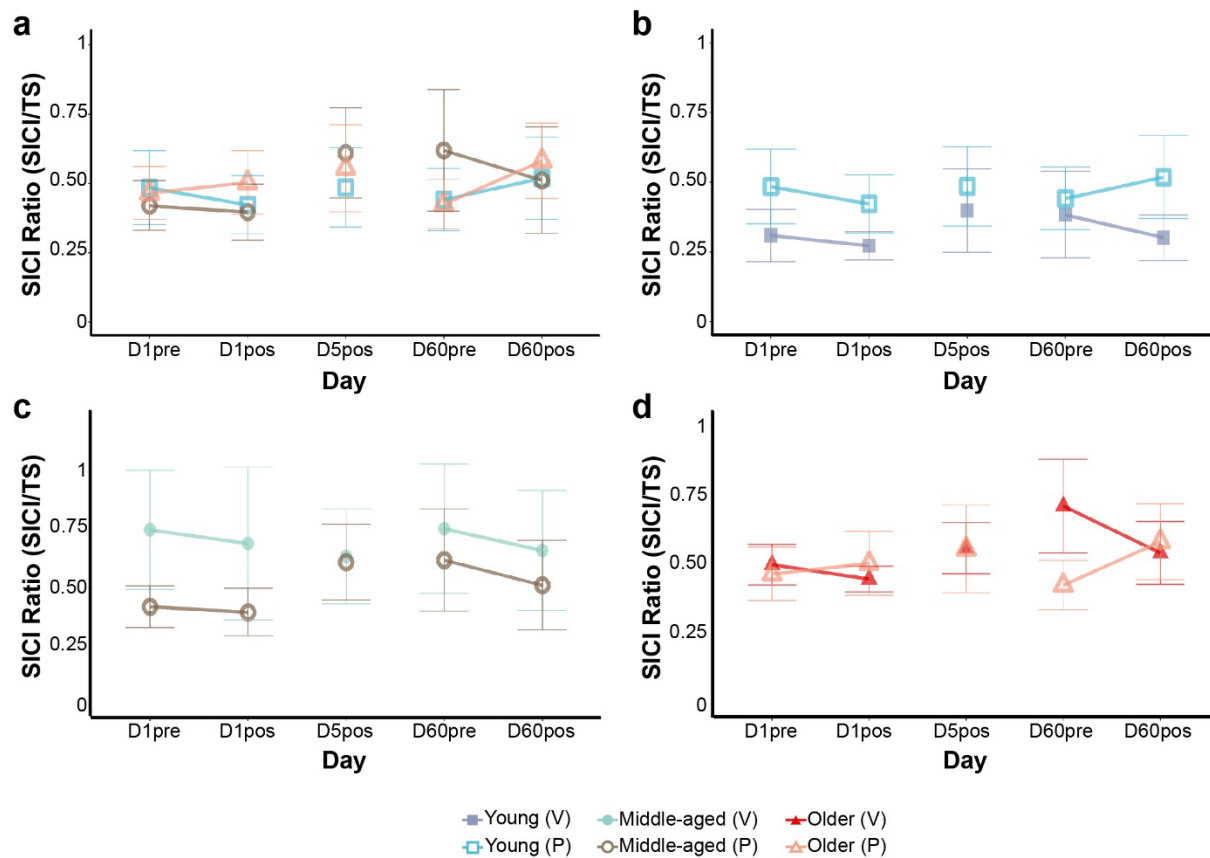 a
1
0.75
0.50
0.25
0
SICI Ratio (SICI/TS)
D1pre D1pos D5pos D60pre D60pos
Day
b
1
0.75
0.50
0.25
0
SICI Ratio (SICI/TS)
D1pre D1pos D5pos D60pre D60pos
Day
c
1
0.75
0.50
0.25
0
SICI Ratio (SICI/TS)
D1pre D1pos D5pos D60pre D60pos
Day
d
1
0.75
0.50
0.25
0
SICI Ratio (SICI/TS)
D1pre D1pos D5pos D60pre D60pos
Day
Young (V) Middle-aged (V) Older (V)
Young (P) Middle-aged (P) Older (P)